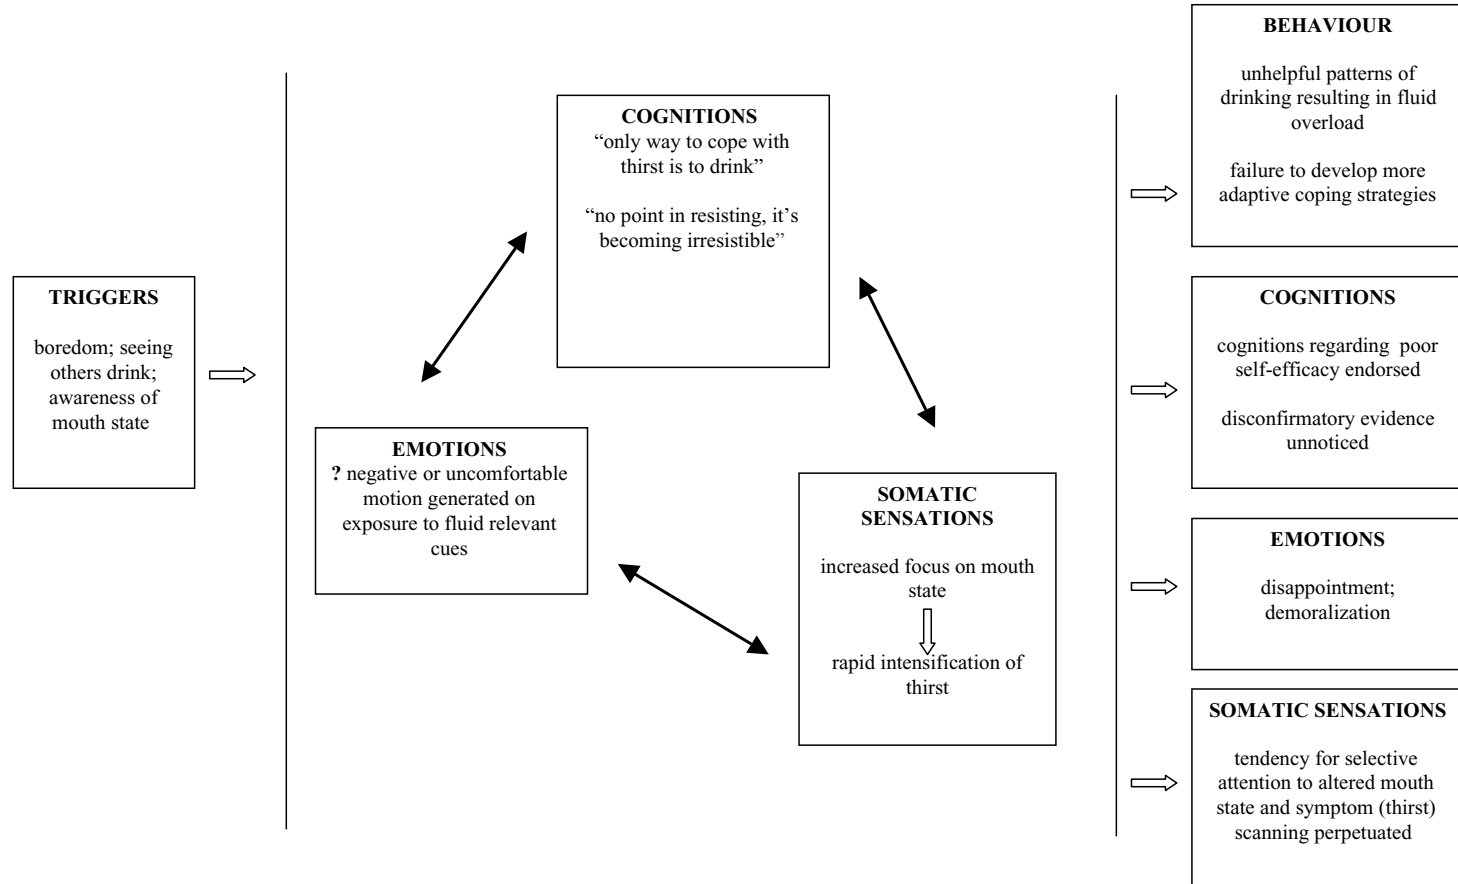 TRIGGERS
boredom; seeing
others drink;
awareness of
mouth state
COGNITIONS
“only way to cope with
thirst is to drink”
“no point in resisting, it’s
becoming irresistible”
EMOTIONS
? negative or uncomfortable
motion generated on
exposure to fluid relevant
cues
SOMATIC
SENSATIONS
increased focus on mouth
state
rapid intensification of
thirst
BEHAVIOUR
unhelpful patterns of
drinking resulting in fluid
overload
failure to develop more
adaptive coping strategies
COGNITIONS
cognitions regarding poor
self-efficacy endorsed
disconfirmatory evidence
unnoticed
EMOTIONS
disappointment;
demoralization
SOMATIC SENSATIONS
tendency for selective
attention to altered mouth
state and symptom (thirst)
scanning perpetuated